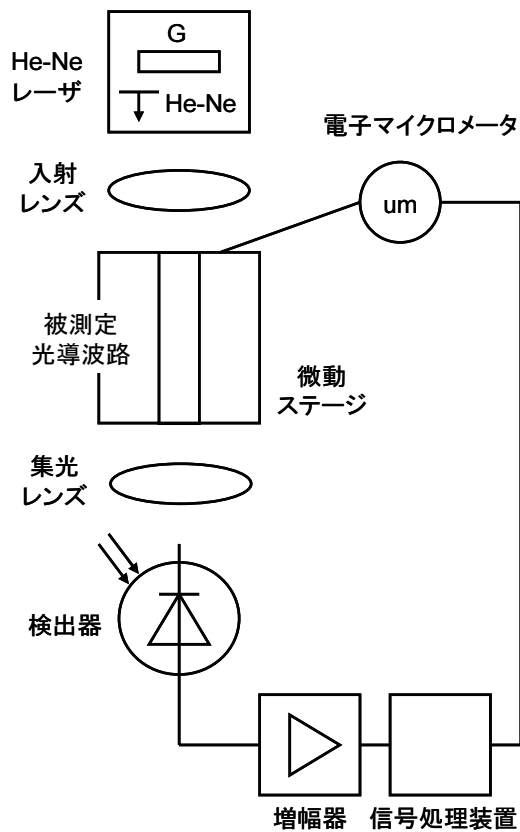 G
He-Ne
レーザ
He-Ne
電子マイクロメータ
入射
レンズ
um
被測定
光導波路
微動
ステージ
集光
レンズ
検出器
増幅器
信号処理装置